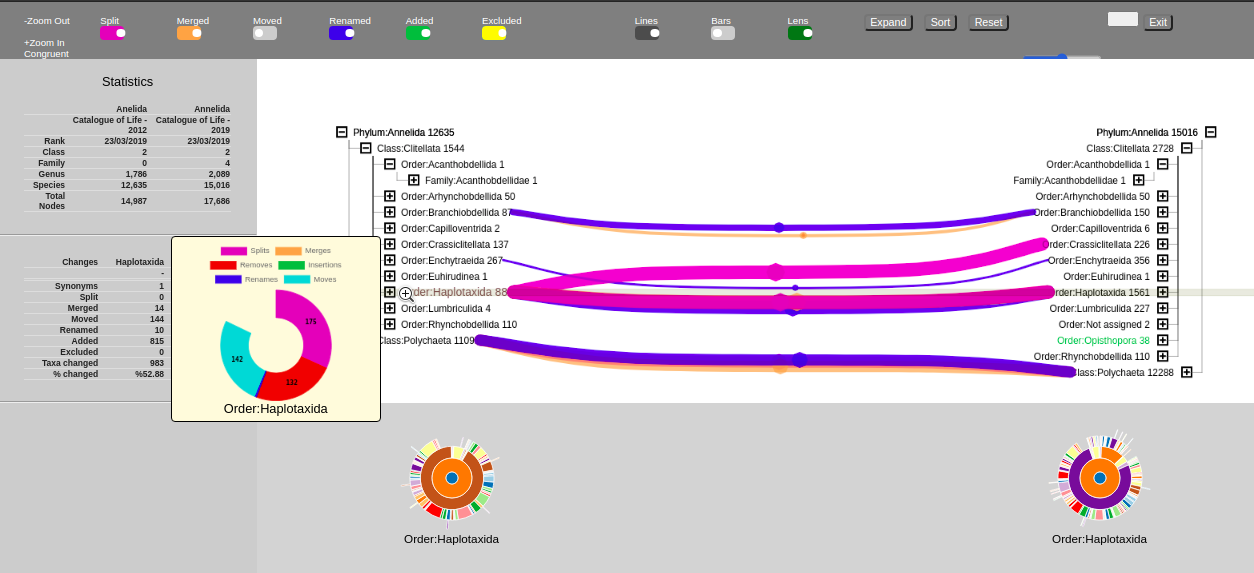 -Zoom Out
+Zoom In
Congruent
Split
Merged
Moved
Renamed
Added
Excluded
Lines
Bars
Lens
Expand
Sort
Reset
Exit
Statistics
Anelida Annelida
Catalogue of Life - 2012 Catalogue of Life - 2019
Rank 23/03/2019 23/03/2019
Class 2 2
Family 0 4
Genus 1,786 2,089
Species 12,635 15,016
Total Nodes 14,987 17,686
Changes Haplotaxida
-
Synonyms 1
Split 0
Merged 14
Moved 144
Renamed 10
Added 815
Excluded 0
Taxa changed 983
% changed %52.88
Splits Merges
Removes Insertions
Renames Moves
175
142
132
Order:Haplotaxida
Phylum:Annelida 12635
Class:Clitellata 1544
Order:Acanthobdellida 1
Family:Acanthobdellidae 1
Order:Arhynchobdellida 50
Order:Branchiobdellida 87
Order:Capilloventrida 2
Order:Crassiclitellata 137
Order:Enchytraeida 267
Order:Euhirudinea 1
rder:Haplotaxida 88
Order:Lumbriculida 4
Order:Rhynchobdellida 110
Class:Polychaeta 1109
Phylum:Annelida 15016
Class:Clitellata 2728
Order:Acanthobdellida 1
Family:Acanthobdellidae 1
Order:Arhynchobdellida 50
Order:Branchiobdellida 150
Order:Capilloventrida 6
Order:Crassiclitellata 226
Order:Enchytraeida 356
Order:Euhirudinea 1
Order:Haplotaxida 1561
Order:Lumbriculida 227
Order:Not assigned 2
Order:Opisthopora 38
Order:Rhynchobdellida 110
Class:Polychaeta 12288
Order:Haplotaxida
Order:Haplotaxida